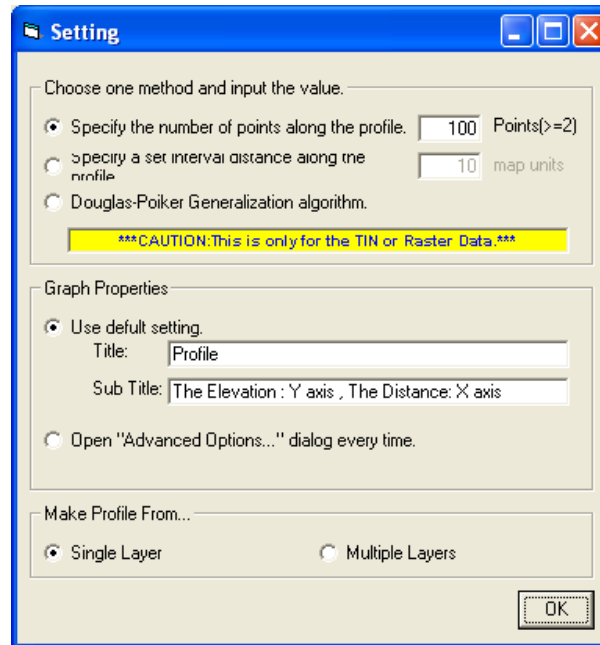 Setting
Choose one method and input the value.
Specify the number of points along the profile. 100 Points(>=2)
Specify a set interval distance along the
profile 10 map units
Douglas-Poiker Generalization algorithm.
***CAUTION:This is only for the TIN or Raster Data.***
Graph Properties
Use defult setting.
Title: Profile
Sub Title: The Elevation : Y axis , The Distance: X axis
Open "Advanced Options..." dialog every time.
Make Profile From...
Single Layer Multiple Layers
OK